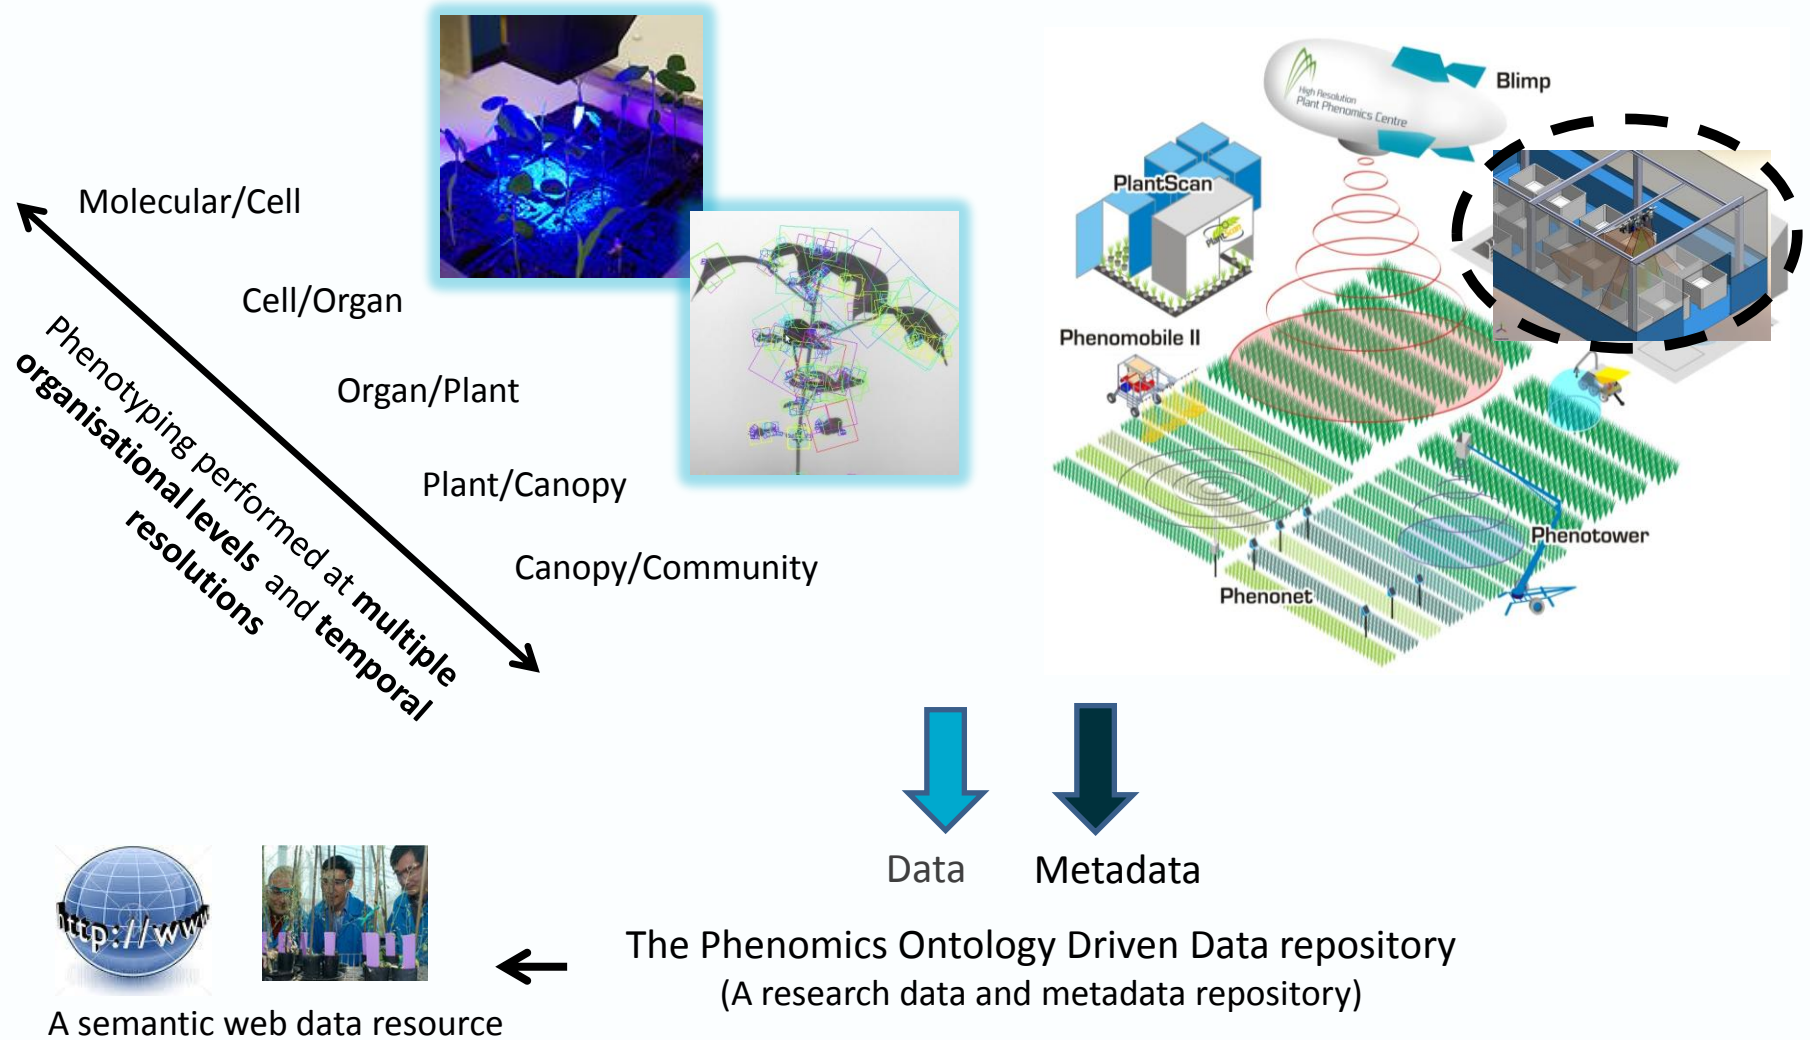 Molecular/Cell
Cell/Organ
Organ/Plant
Plant/Canopy
Canopy/Community
Phenotyping performed at multiple
organisational levels and temporal
resolutions
High Resolution
Plant Phenomics Centre
Blimp
PlantScan
PlantScan
Phenomobile II
Phenotower
Phenonet
Data
Metadata
The Phenomics Ontology Driven Data repository
(A research data and metadata repository)
http://www
A semantic web data resource